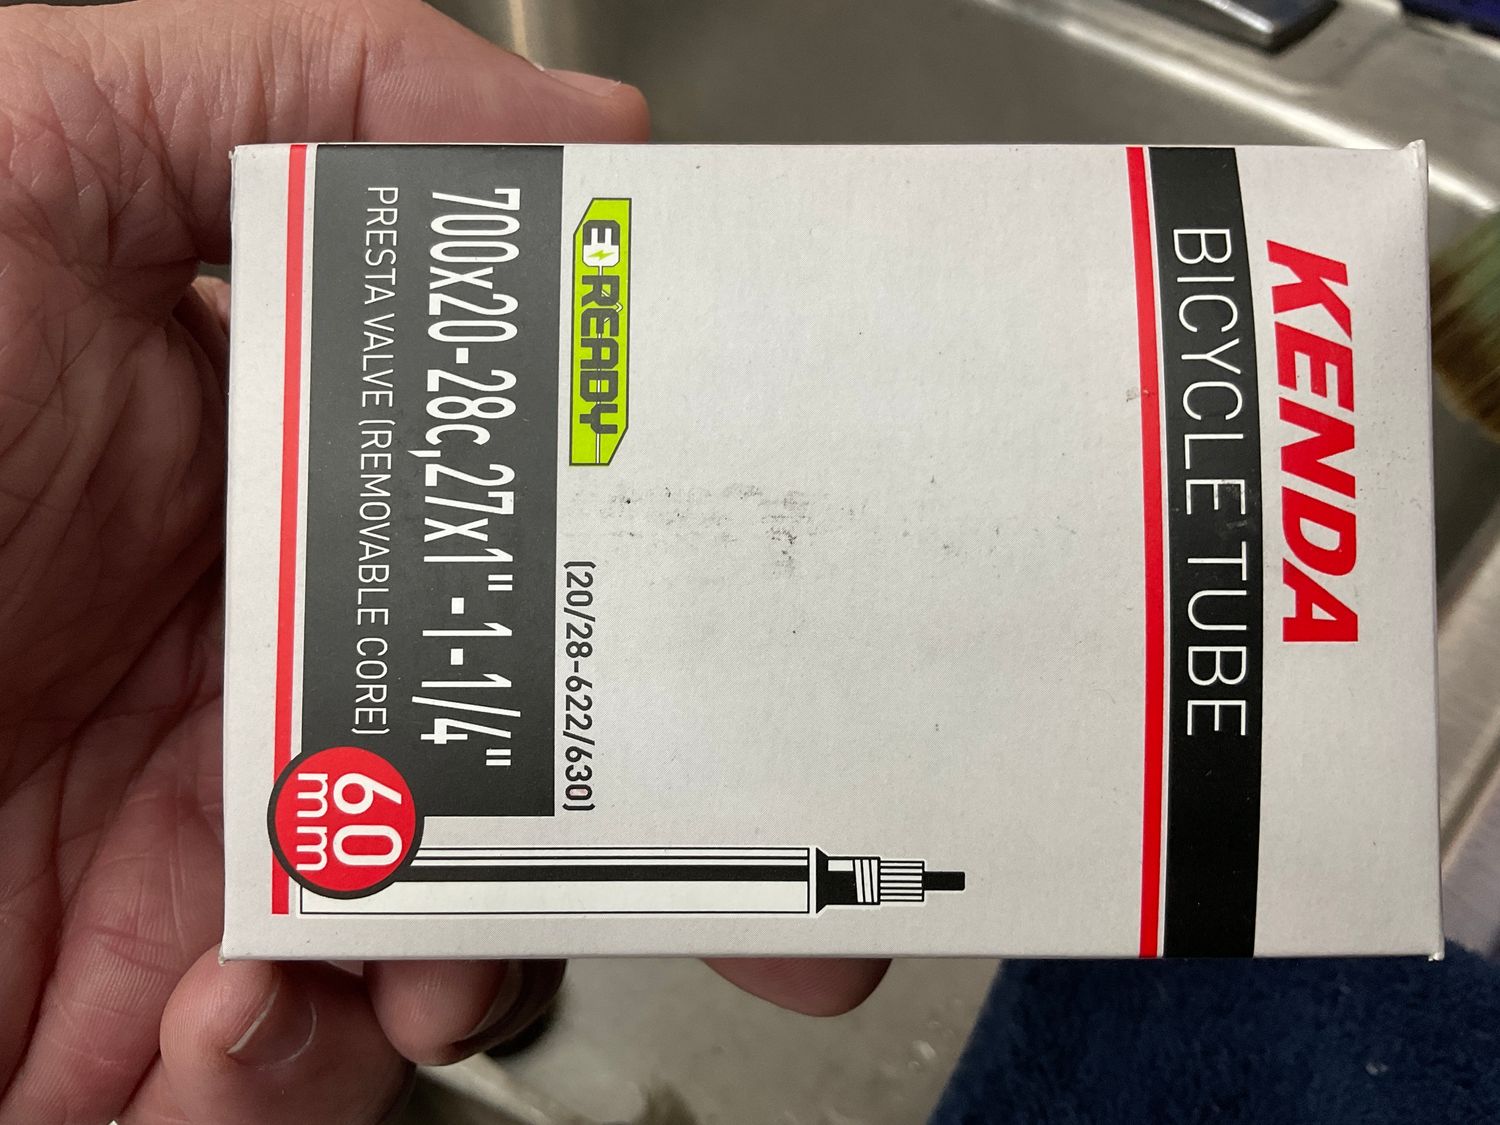 KENDA
BICYCLE TUBE
E READY
(20/28-622/630)
700x20-28c,27x1"-1-1/4"
PRESTA VALVE (REMOVABLE CORE)
60
mm